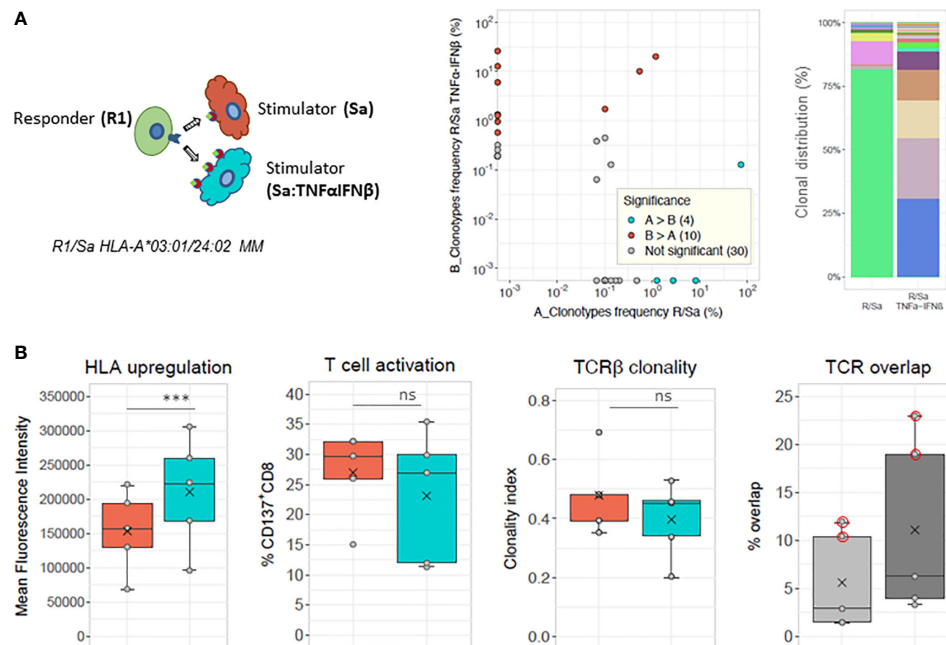 A
Responder (R1)
Stimulator (Sa)
Stimulator
(Sa:TNFαIFNβ)
R1/Sa HLA-A*03:01/24:02 MM
B_Clonotypes frequency R/Sa TNFα-IFNβ (%)
10² %
10¹ %
10⁰ %
10⁻¹ %
10⁻² %
10⁻³ %
Significance
A > B (4)
B > A (10)
Not significant (30)
10⁻³ %
10⁻² %
10⁻¹ %
10⁰ %
10¹ %
10² %
A_Clonotypes frequency R/Sa (%)
Clonal distribution (%)
100%
75%
50%
25%
0%
R/Sa
R/Sa
TNFa-IFNß
B
HLA upregulation
Mean Fluorescence Intensity
350000
300000
250000
200000
150000
100000
50000
0
***
T cell activation
% CD137⁺CD8
40
35
30
25
20
15
10
5
0
ns
TCRβ clonality
Clonality index
0.8
0.6
0.4
0.2
0.0
ns
TCR overlap
% overlap
25
20
15
10
5
0